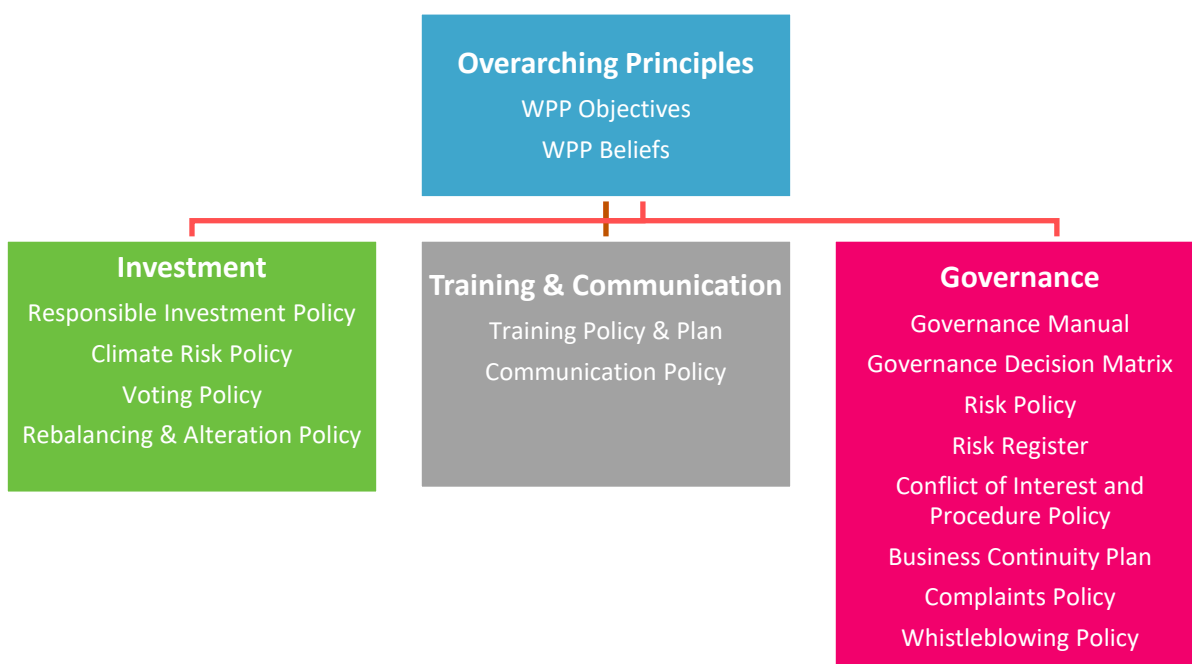 Overarching Principles
WPP Objectives
WPP Beliefs
Investment
Responsible Investment Policy
Climate Risk Policy
Voting Policy
Rebalancing & Alteration Policy
Training & Communication
Training Policy & Plan
Communication Policy
Governance
Governance Manual
Governance Decision Matrix
Risk Policy
Risk Register
Conflict of Interest and
Procedure Policy
Business Continuity Plan
Complaints Policy
Whistleblowing Policy